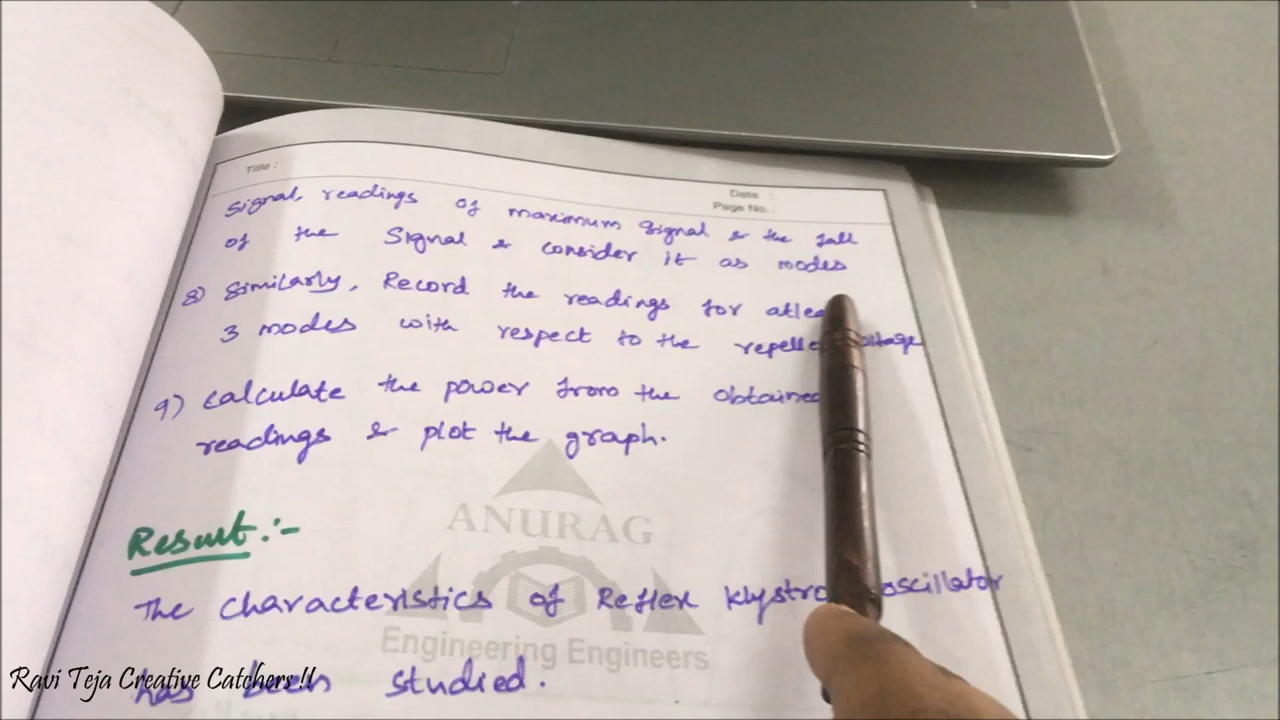 Title :
Date :
Page No. :
Signal, readings of maximum signal & the fall
of the Signal & consider it as modes
8) Similarly, Record the readings for atlea
3 modes with respect to the repelle oltage
9) Calculate the power from the obtained
readings & plot the graph.
ANURAG
Result :-
The characteristics of Reflex klystro oscillator
Engineering Engineers
has been studied.
Ravi Teja Creative Catchers !!